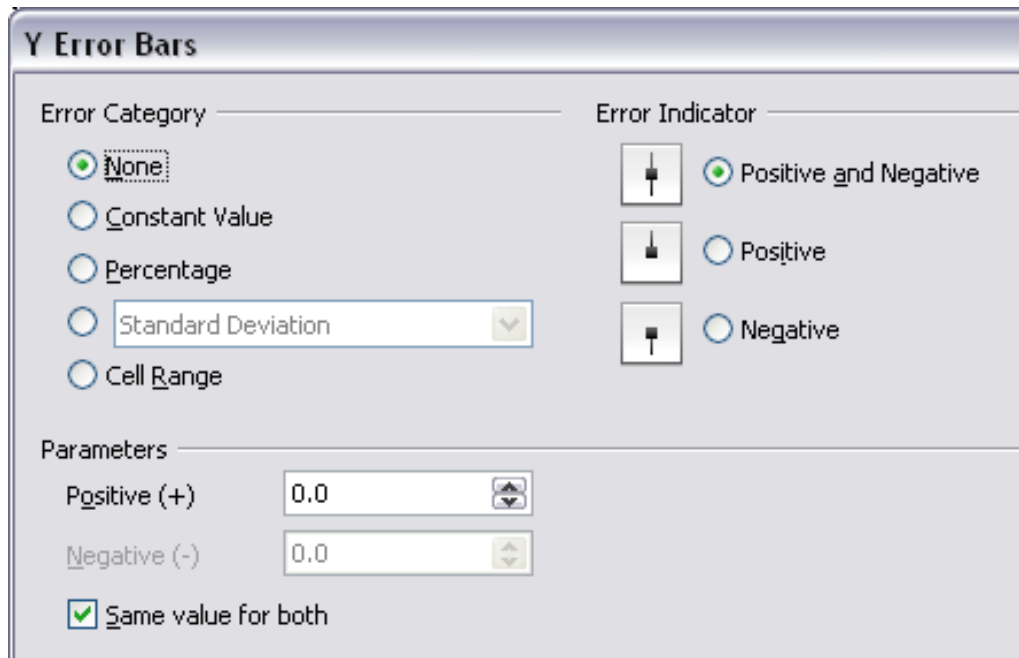 Y Error Bars
Error Category
None
Constant Value
Percentage
Standard Deviation
Cell Range
Error Indicator
Positive and Negative
Positive
Negative
Parameters
Positive (+)
0.0
Negative (-)
0.0
Same value for both